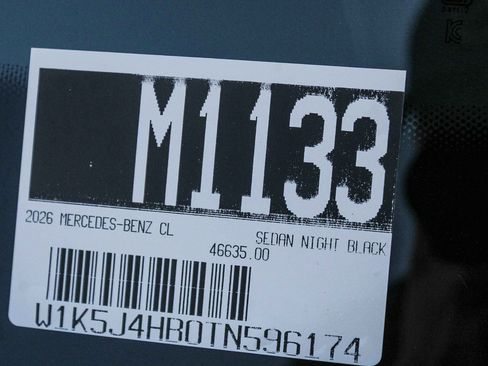 M1133
2026 MERCEDES-BENZ CL SEDAN NIGHT BLACK
46635.00
W1K5J4HB0TN596174